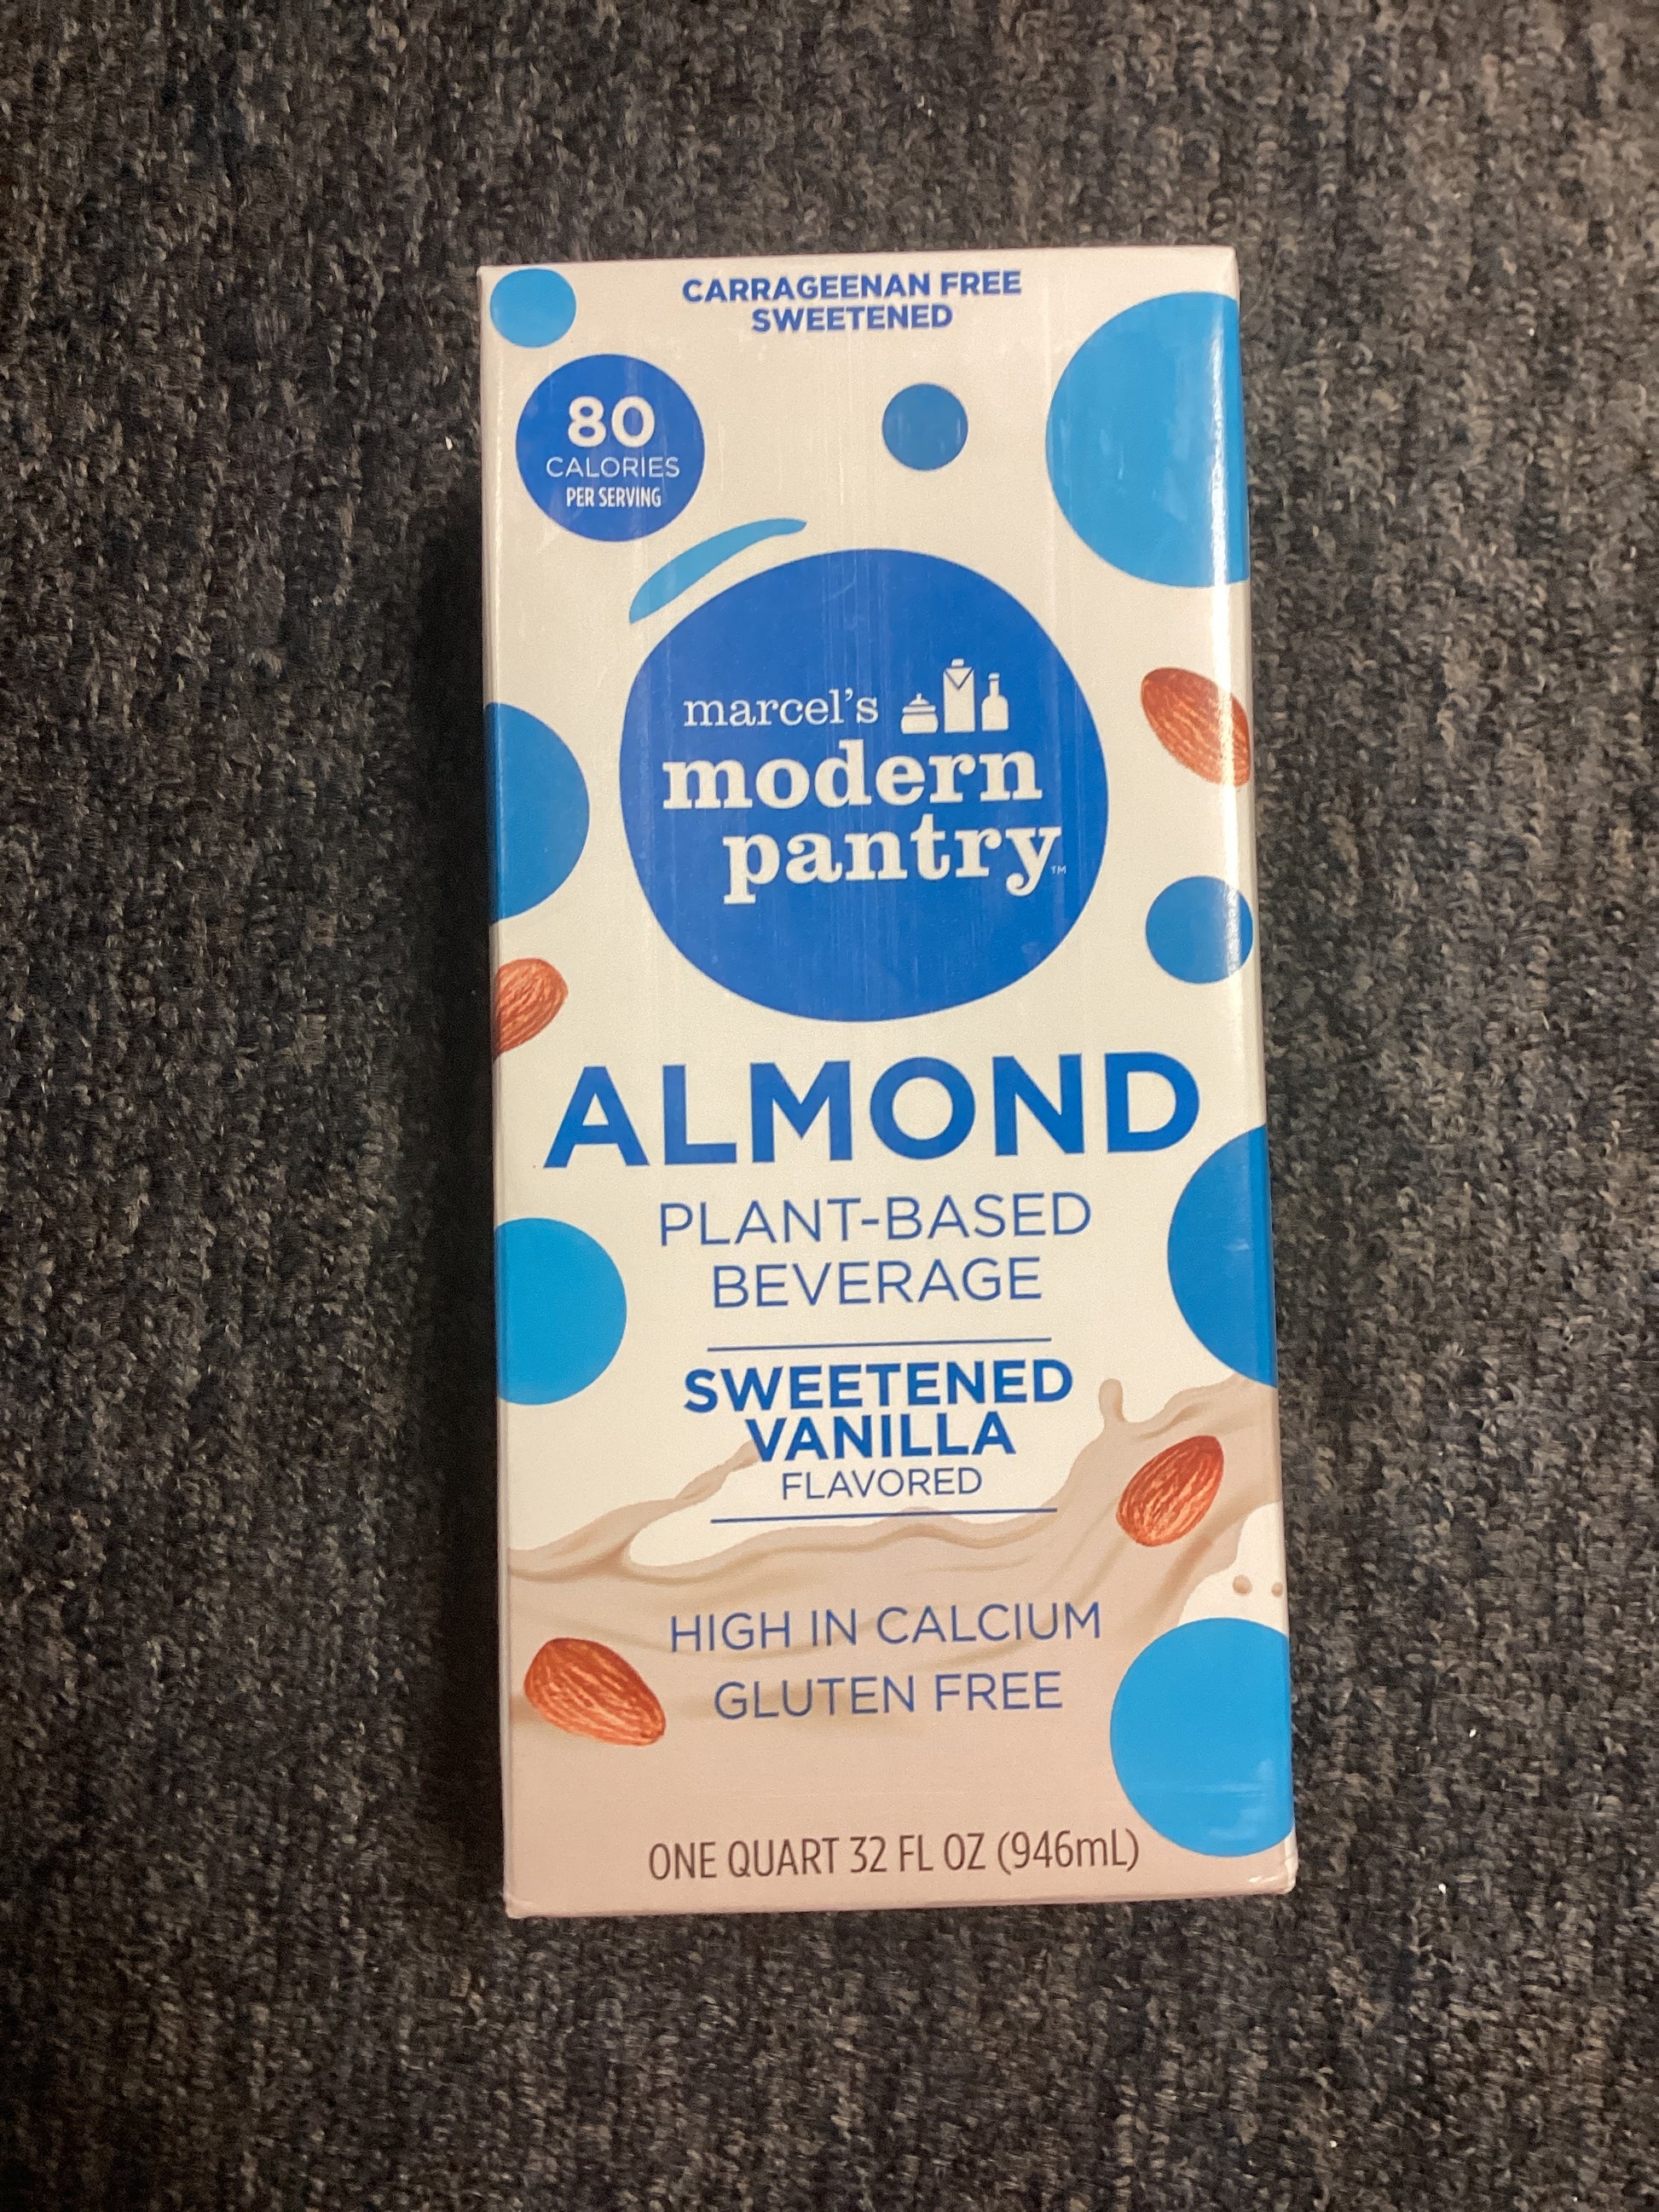 CARRAGEENAN FREE
SWEETENED
80
CALORIES
PER SERVING
marcel's
modern
pantry™
ALMOND
PLANT-BASED
BEVERAGE
SWEETENED
VANILLA
FLAVORED
HIGH IN CALCIUM
GLUTEN FREE
ONE QUART 32 FL OZ (946mL)